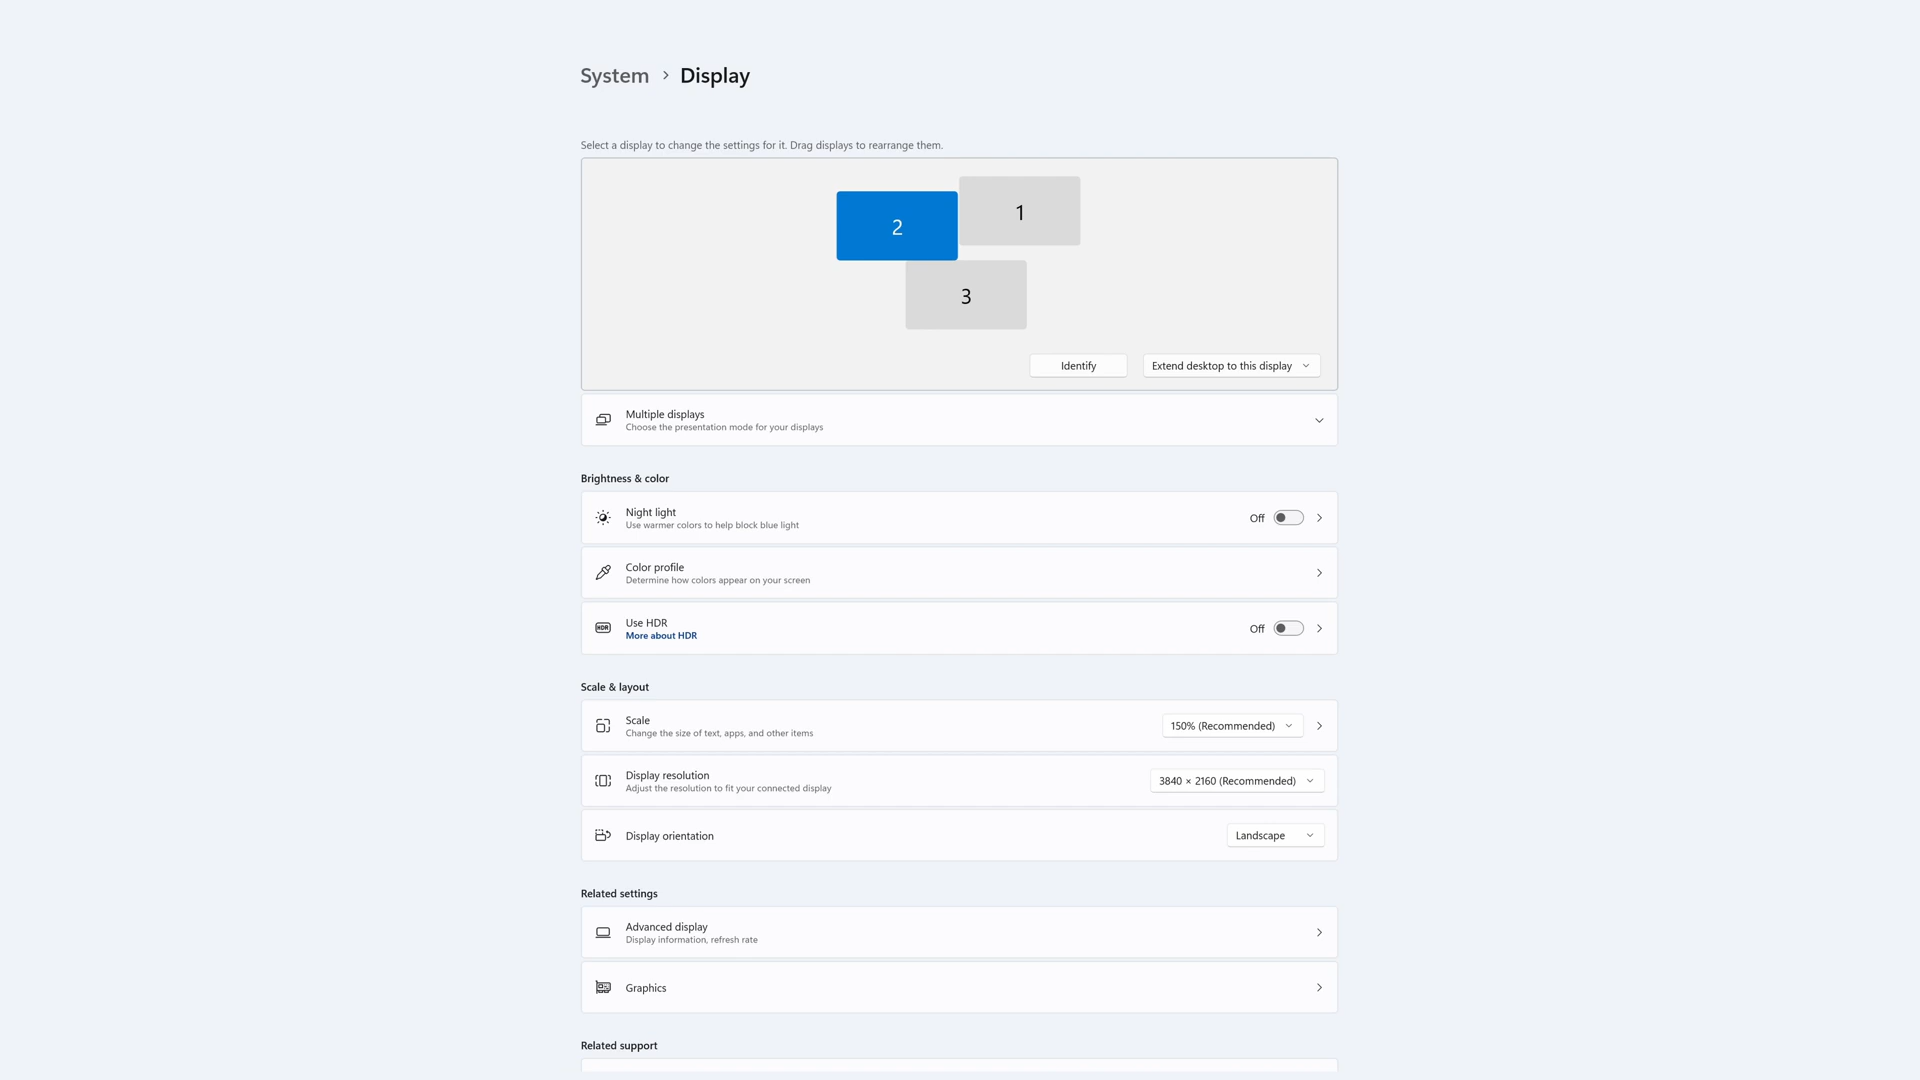 System > Display
Select a display to change the settings for it. Drag displays to rearrange them.
1
2
3
Identify
Extend desktop to this display
Multiple displays
Choose the presentation mode for your displays
Brightness & color
Night light
Use warmer colors to help block blue light
Off
Color profile
Determine how colors appear on your screen
HDR
Use HDR
More about HDR
Off
Scale & layout
Scale
Change the size of text, apps, and other items
150% (Recommended)
Display resolution
Adjust the resolution to fit your connected display
3840 × 2160 (Recommended)
Display orientation
Landscape
Related settings
Advanced display
Display information, refresh rate
Graphics
Related support